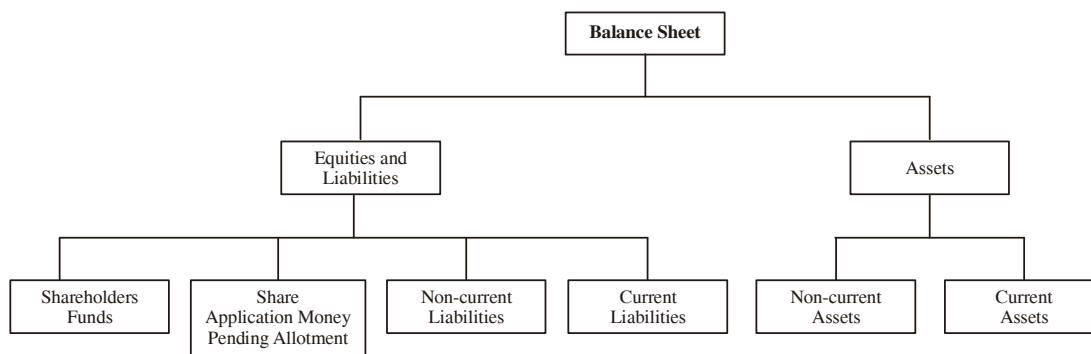 Balance Sheet
Equities and
Liabilities
Assets
Shareholders
Funds
Share
Application Money
Pending Allotment
Non-current
Liabilities
Current
Liabilities
Non-current
Assets
Current
Assets